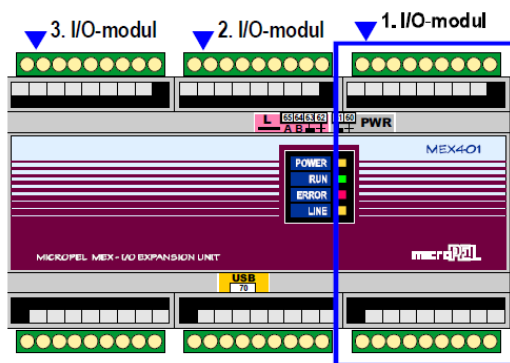 3. I/O-modul
2. I/O-modul
1. I/O-modul
L 65 64 63 62 61 60 PWR
A B
MEX401
POWER
RUN
ERROR
LINE
MICROPEL MEX - I/O EXPANSION UNIT
microPEL
USB
70